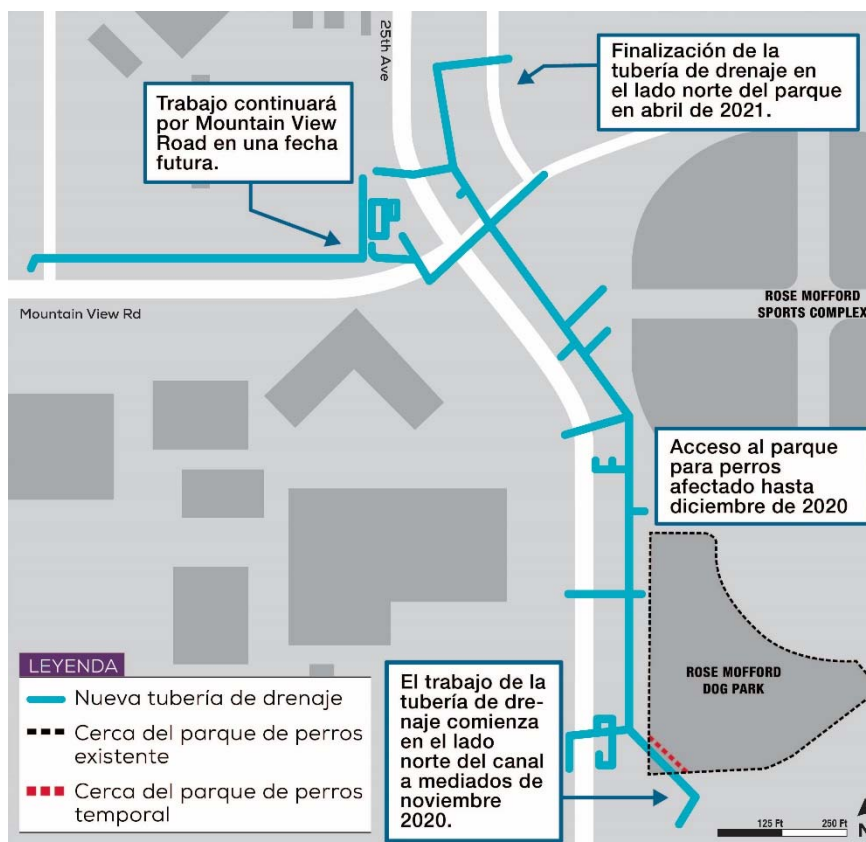 25th Ave
Finalización de la
tubería de drenaje en
el lado norte del parque
en abril de 2021.
Trabajo continuará
por Mountain View
Road en una fecha
futura.
Mountain View Rd
ROSE MOFFORD
SPORTS COMPLEX
Acceso al parque
para perros
afectado hasta
diciembre de 2020
ROSE MOFFORD
DOG PARK
El trabajo de la
tubería de dre-
naje comienza
en el lado
norte del canal
a mediados de
noviembre
2020.
LEYENDA
Nueva tubería de drenaje
Cerca del parque de perros
existente
Cerca del parque de perros
temporal
125 Ft 250 Ft
N